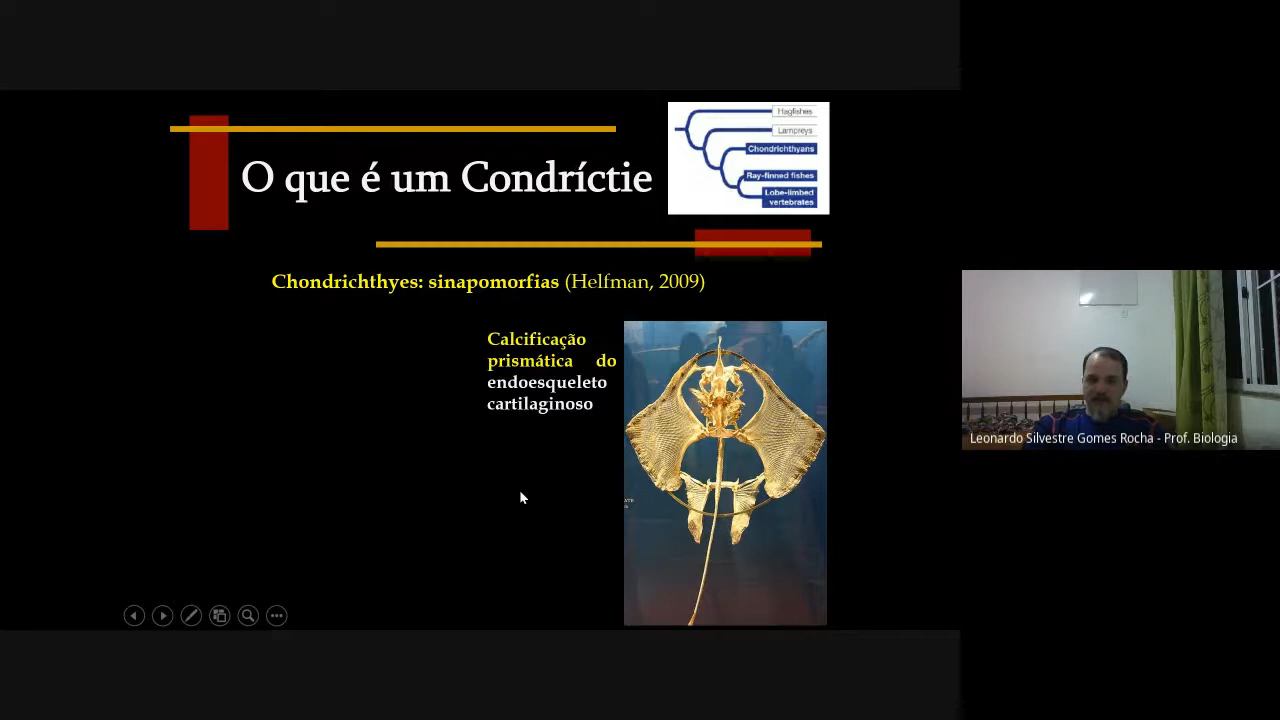 O que é um Condríctie
Hagfishes
Lampreys
Chondrichthyans
Ray-finned fishes
Lobe-limbed
vertebrates
Chondrichthyes: sinapomorfias (Helfman, 2009)
Calcificação
prismática do
endoesqueleto
cartilaginoso
Leonardo Silvestre Gomes Rocha - Prof. Biologia